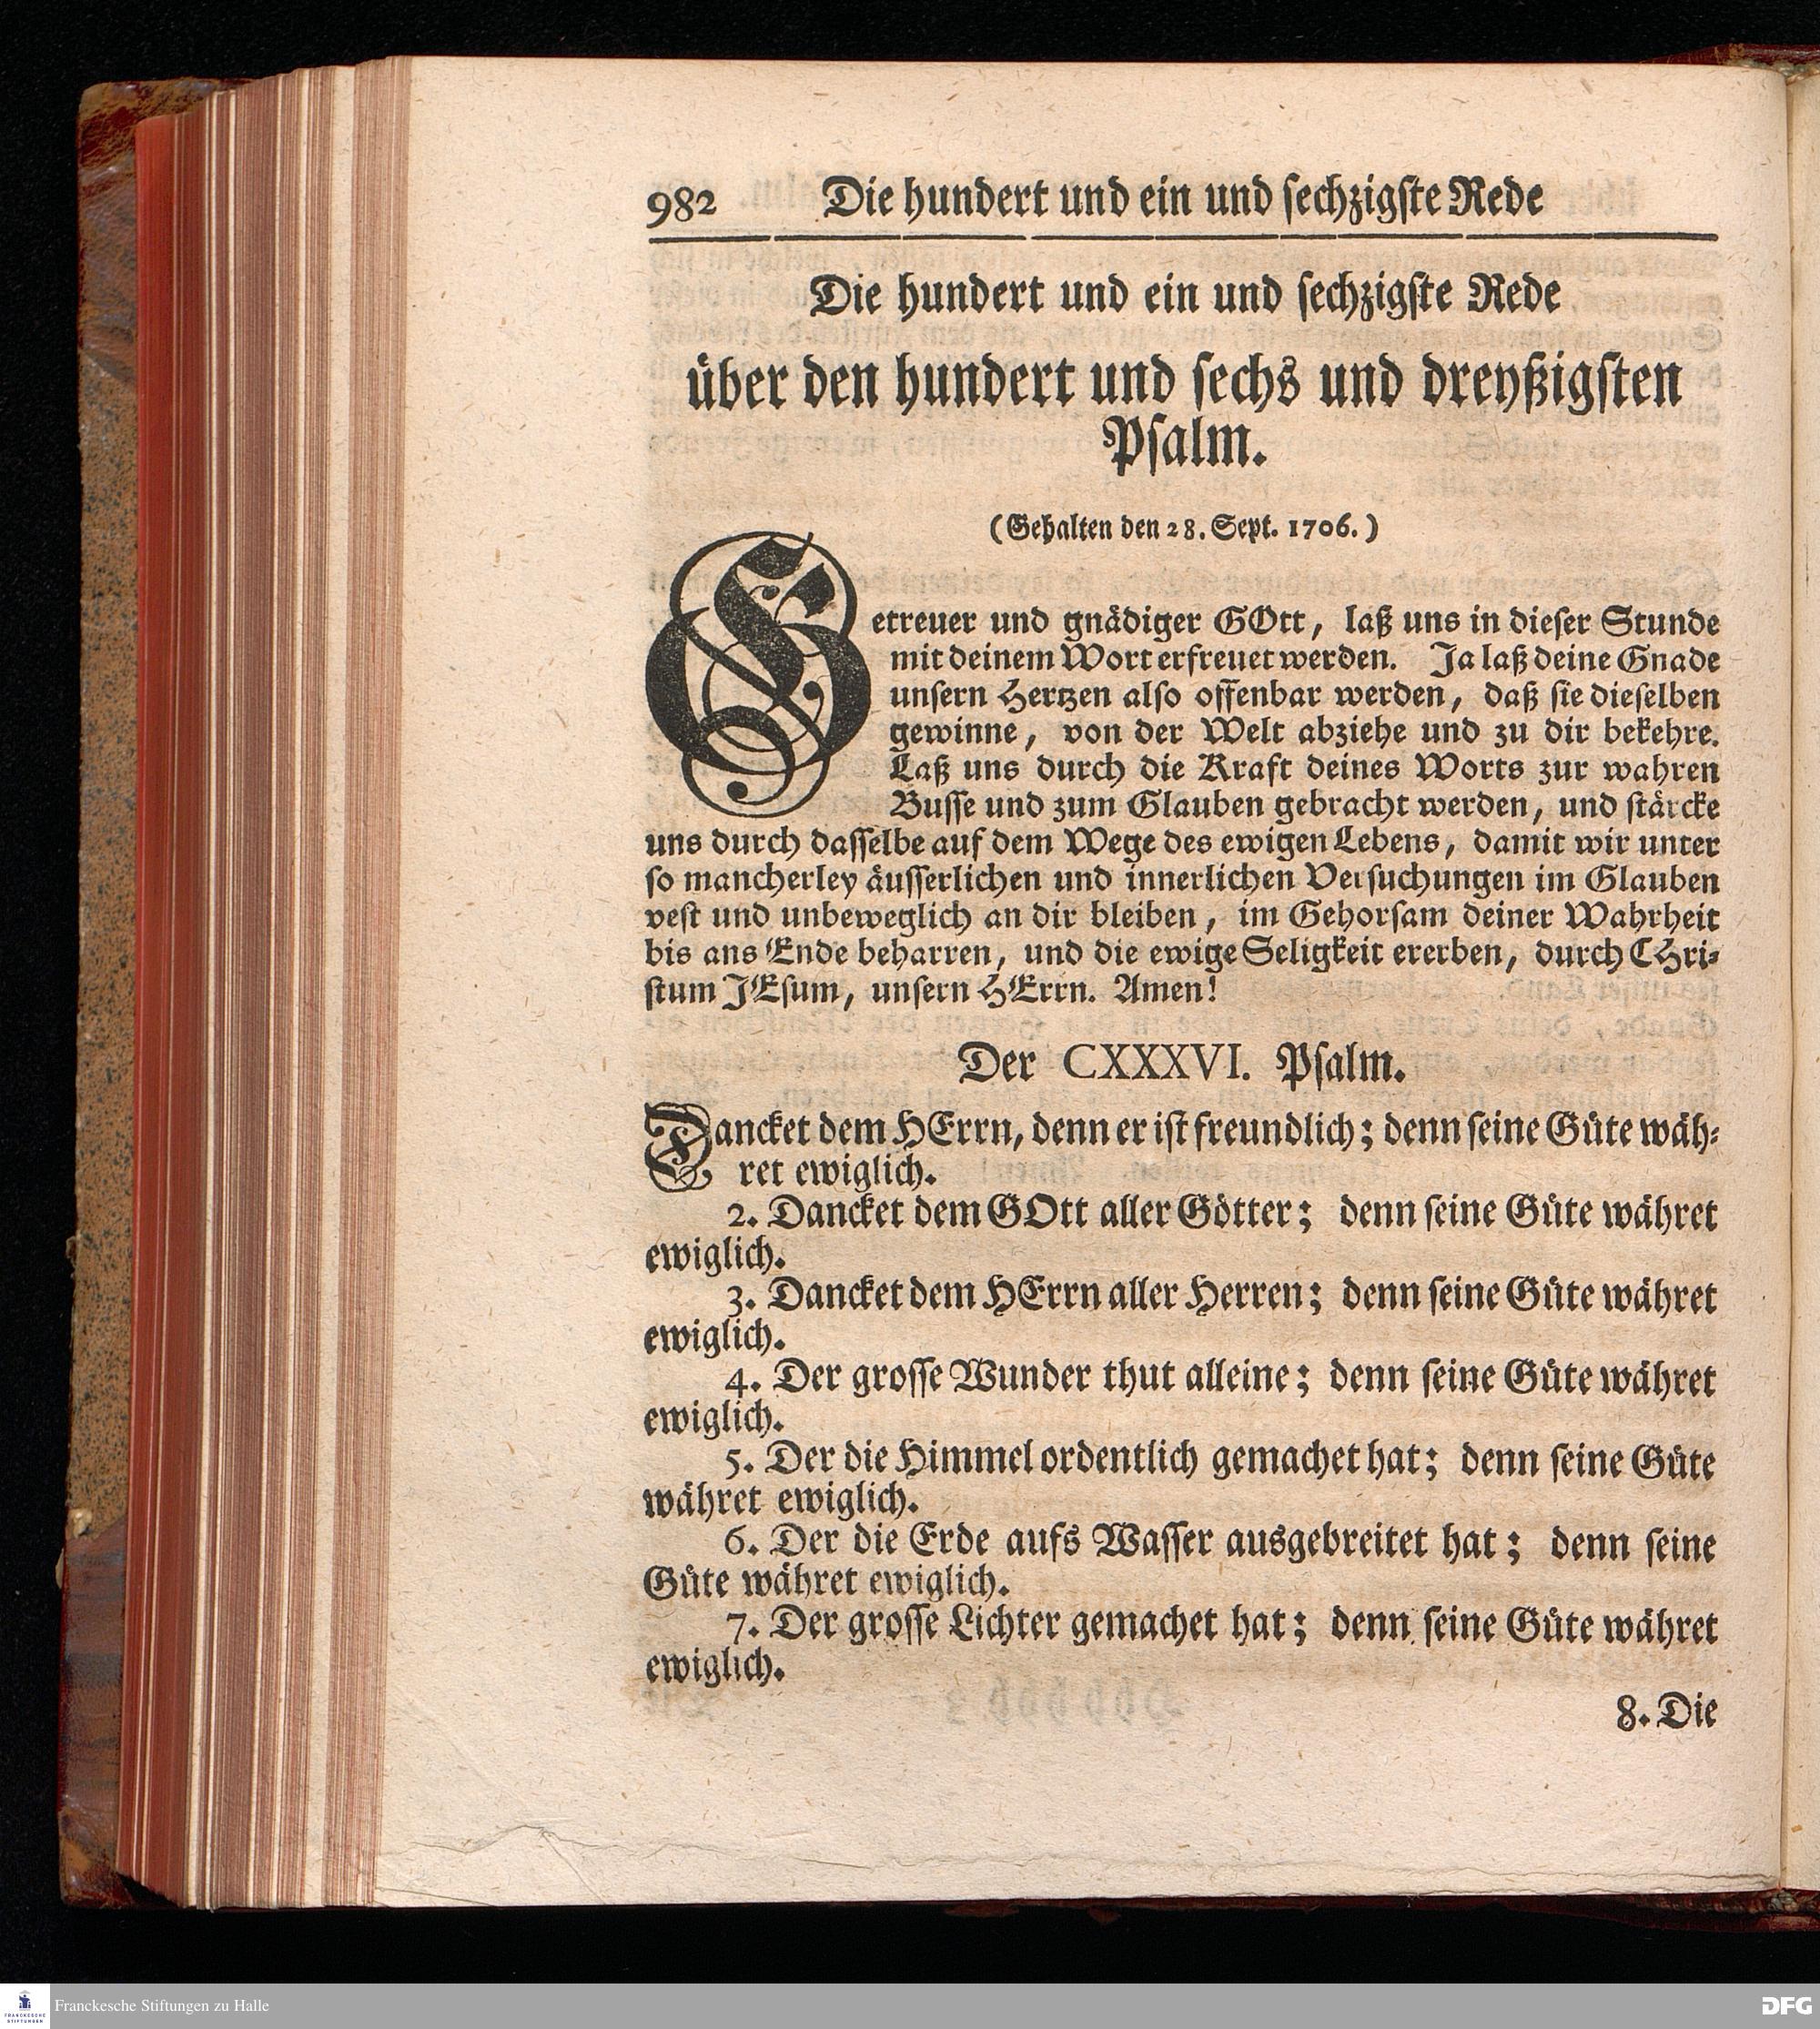 982 Die hundert und ein und sechzigste Rede
Die hundert und ein und sechzigste Rede
über den hundert und sechs und dreyßigsten
Psalm.
(Gehalten den 28. Sept. 1706.)
Getreuer und gnädiger GOtt, laß uns in dieser Stunde
mit deinem Wort erfreuet werden. Ja laß deine Gnade
unsern Hertzen also offenbar werden, daß sie dieselben
gewinne, von der Welt abziehe und zu dir bekehre.
Laß uns durch die Kraft deines Worts zur wahren
Busse und zum Glauben gebracht werden, und stärcke
uns durch dasselbe auf dem Wege des ewigen Lebens, damit wir unter
so mancherley äusserlichen und innerlichen Versuchungen im Glauben
vest und unbeweglich an dir bleiben, im Gehorsam deiner Wahrheit
bis ans Ende beharren, und die ewige Seligkeit ererben, durch CHri-
stum JEsum, unsern HErrn. Amen!
Der CXXXVI. Psalm.
Dancket dem HErrn, denn er ist freundlich; denn seine Güte wäh-
ret ewiglich.
2. Dancket dem GOtt aller Götter; denn seine Güte währet
ewiglich.
3. Dancket dem HErrn aller Herren; denn seine Güte währet
ewiglich.
4. Der grosse Wunder thut alleine; denn seine Güte währet
ewiglich.
5. Der die Himmel ordentlich gemachet hat; denn seine Güte
währet ewiglich.
6. Der die Erde aufs Wasser ausgebreitet hat; denn seine
Güte währet ewiglich.
7. Der grosse Lichter gemachet hat; denn seine Güte währet
ewiglich.
8. Die
FRANCKESCHE
STIFTUNGEN
Franckesche Stiftungen zu Halle
DFG